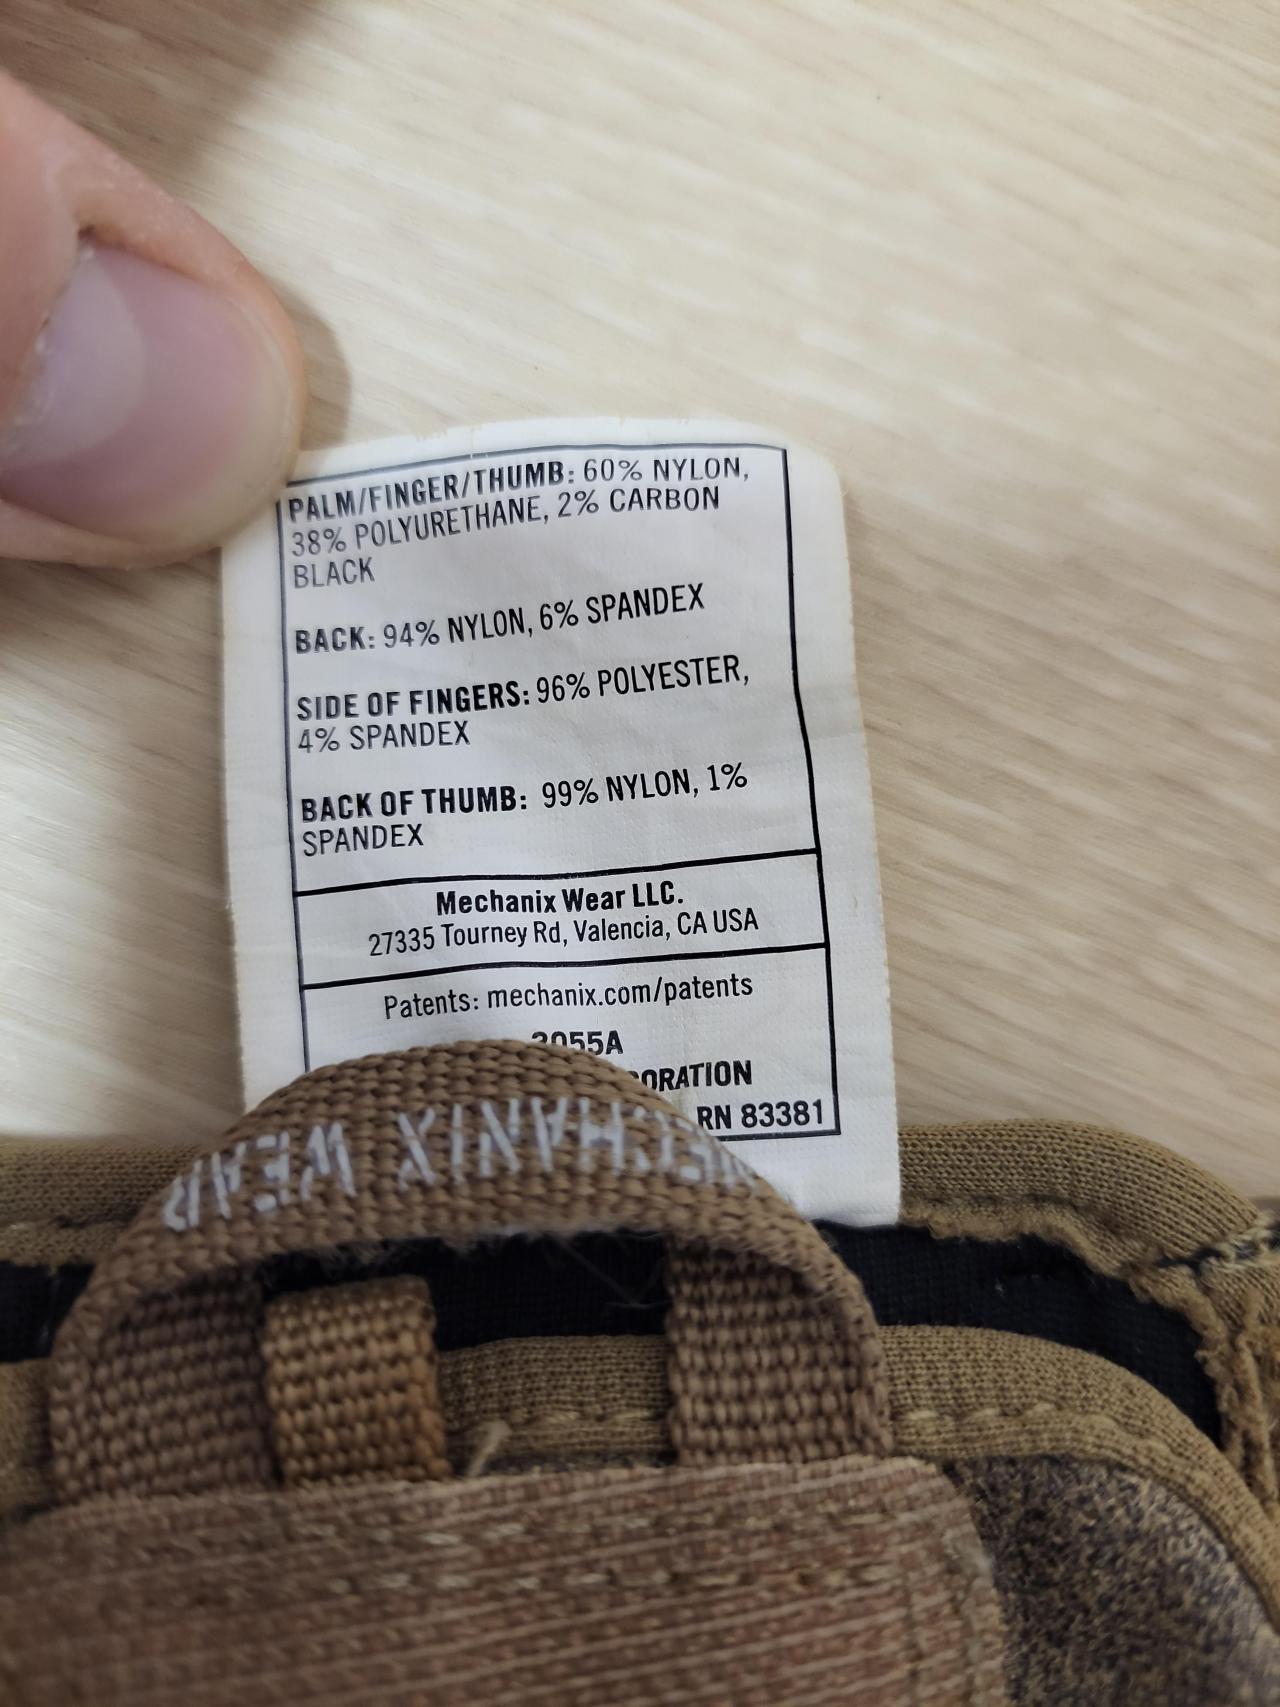 PALM/FINGER/THUMB: 60% NYLON,
38% POLYURETHANE, 2% CARBON
BLACK
BACK: 94% NYLON, 6% SPANDEX
SIDE OF FINGERS: 96% POLYESTER,
4% SPANDEX
BACK OF THUMB: 99% NYLON, 1%
SPANDEX
Mechanix Wear LLC.
27335 Tourney Rd, Valencia, CA USA
Patents: mechanix.com/patents
RN 83381
MECHANIX WEAR